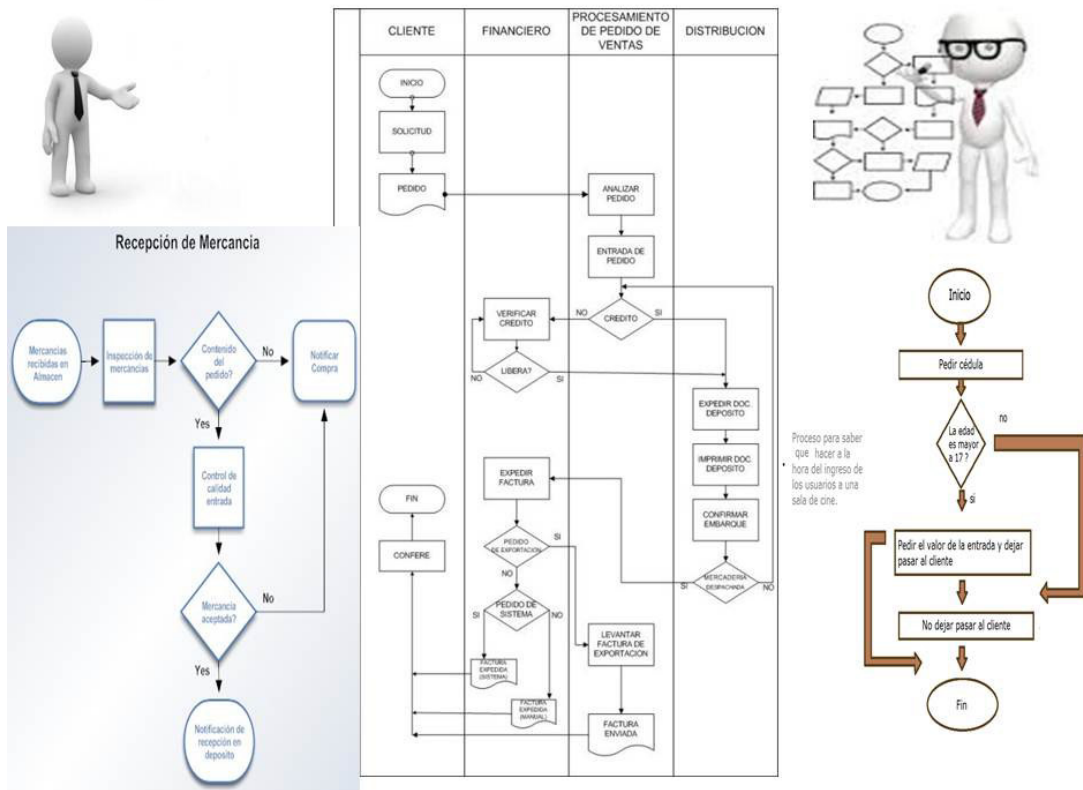 CLIENTE
FINANCIERO
PROCESAMIENTO
DE PEDIDO DE
VENTAS
DISTRIBUCION
INICIO
SOLICITUD
PEDIDO
ANALIZAR
PEDIDO
ENTRADA DE
PEDIDO
CREDITO
NO
SI
VERIFICAR
CREDITO
LIBERA?
NO
SI
EXPEDIR DOC.
DEPOSITO
IMPRIMIR DOC.
DEPOSITO
CONFIRMAR
EMBARQUE
MERCADERIA
DESPACHADA
SI
NO
EXPEDIR
FACTURA
PEDIDO
DE EXPORTACION
SI
NO
PEDIDO DE
SISTEMA
SI
NO
FACTURA
EXPEDIDA
(SISTEMA)
FACTURA
EXPEDIDA
(MANUAL)
LEVANTAR
FACTURA DE
EXPORTACION
FACTURA
ENVIADA
CONFERE
FIN
Recepción de Mercancia
Mercancias
recibidas en
Almacen
Inspección de
mercancias
Contenido
del
pedido?
No
Notificar
Compra
Yes
Control de
calidad
entrada
Mercancia
aceptada?
No
Yes
Notificación de
recepción en
deposito
Proceso para saber
que hacer a la
hora del ingreso de
los usuarios a una
sala de cine.
Inicio
Pedir cédula
La edad
es mayor
a 17 ?
no
si
Pedir el valor de la entrada y dejar
pasar al cliente
No dejar pasar al cliente
Fin